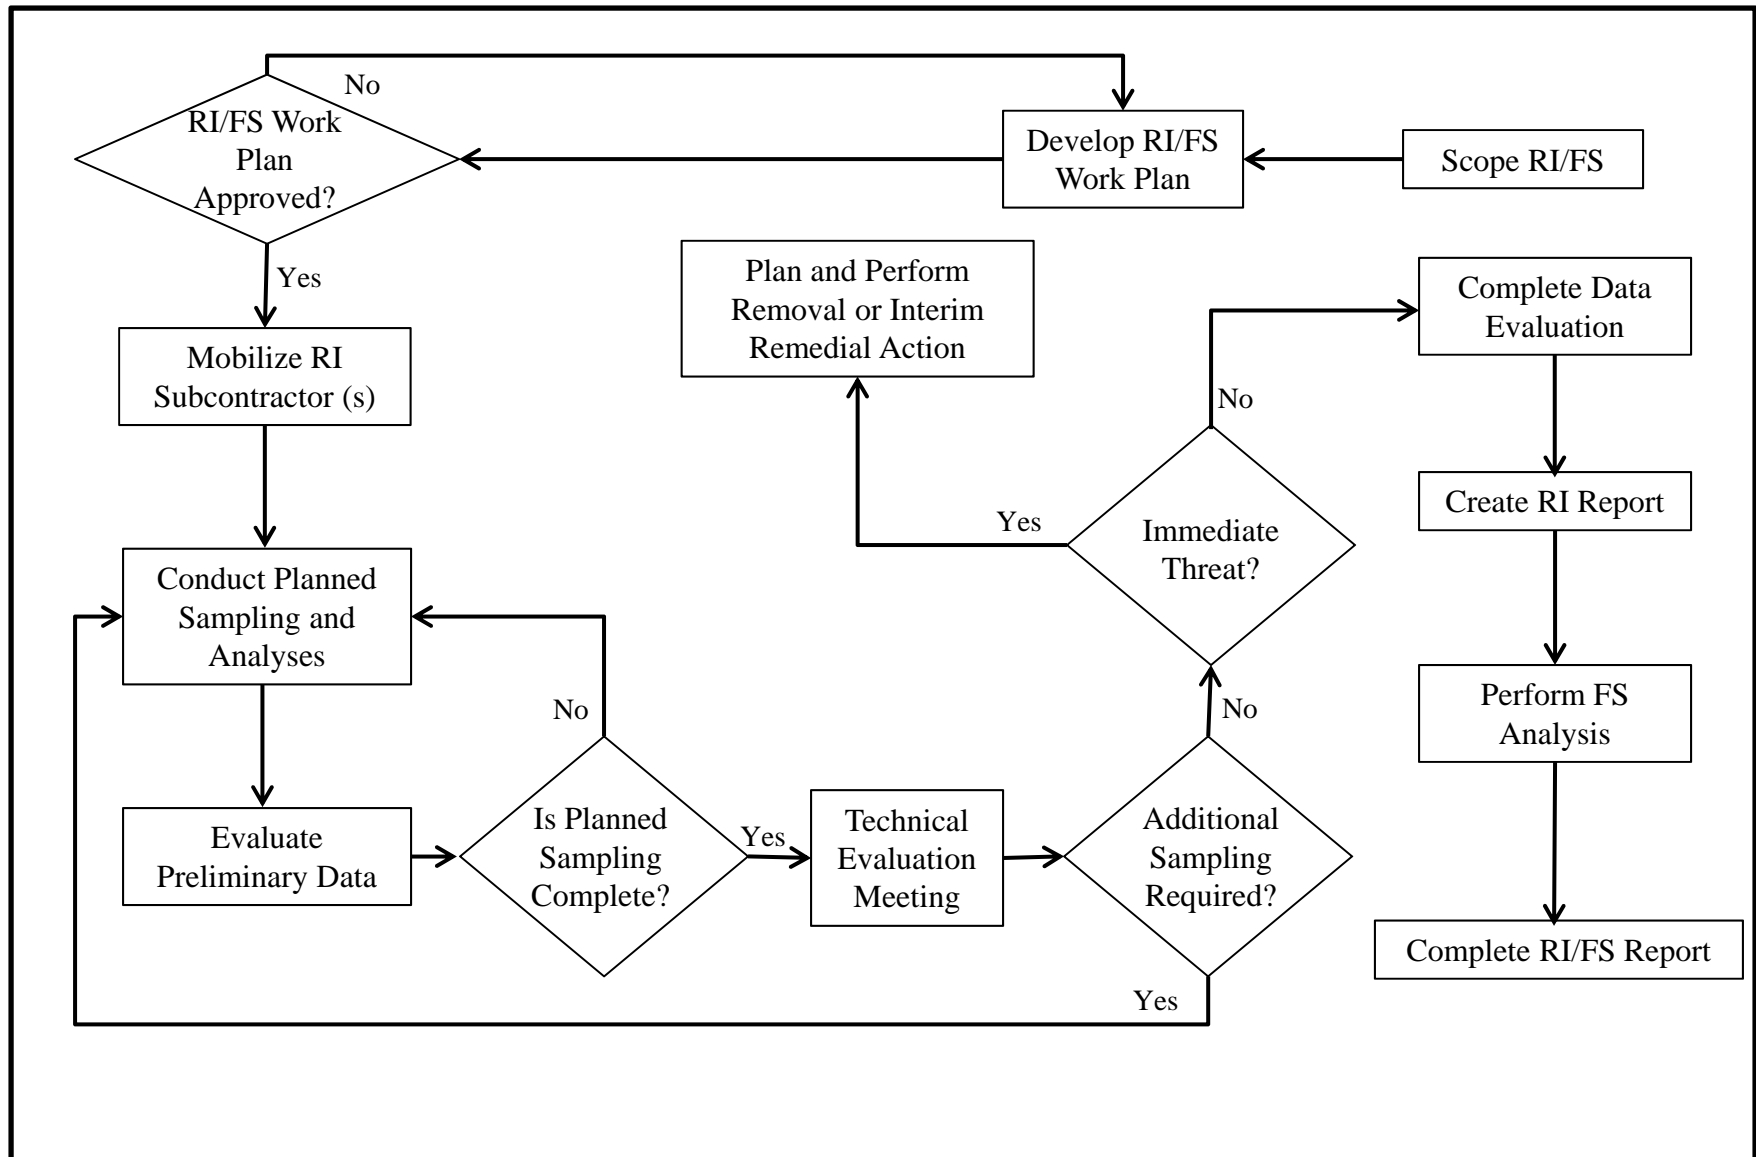 No
RI/FS Work
Plan
Approved?
Develop RI/FS
Work Plan
Scope RI/FS
Yes
Plan and Perform
Removal or Interim
Remedial Action
Complete Data
Evaluation
Mobilize RI
Subcontractor (s)
No
Create RI Report
Yes
Immediate
Threat?
Conduct Planned
Sampling and
Analyses
No
No
Perform FS
Analysis
Evaluate
Preliminary Data
Is Planned
Sampling
Complete?
Yes
Technical
Evaluation
Meeting
Additional
Sampling
Required?
Complete RI/FS Report
Yes